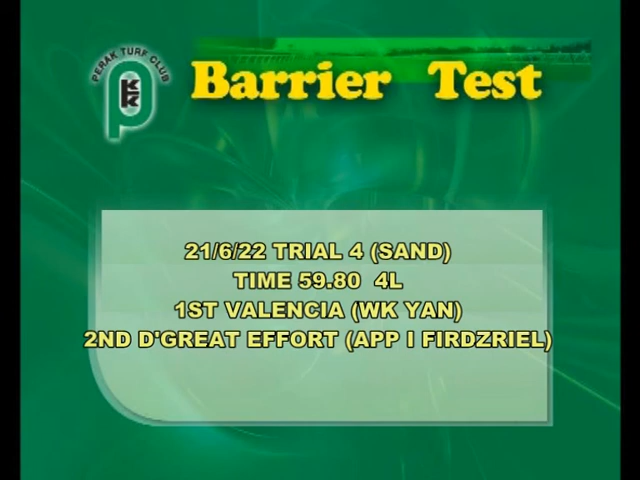 PERAK TURF CLUB
Barrier Test
21/6/22 TRIAL 4 (SAND)
TIME 59.80 4L
1ST VALENCIA (WK YAN)
2ND D'GREAT EFFORT (APP I FIRDZRIEL)